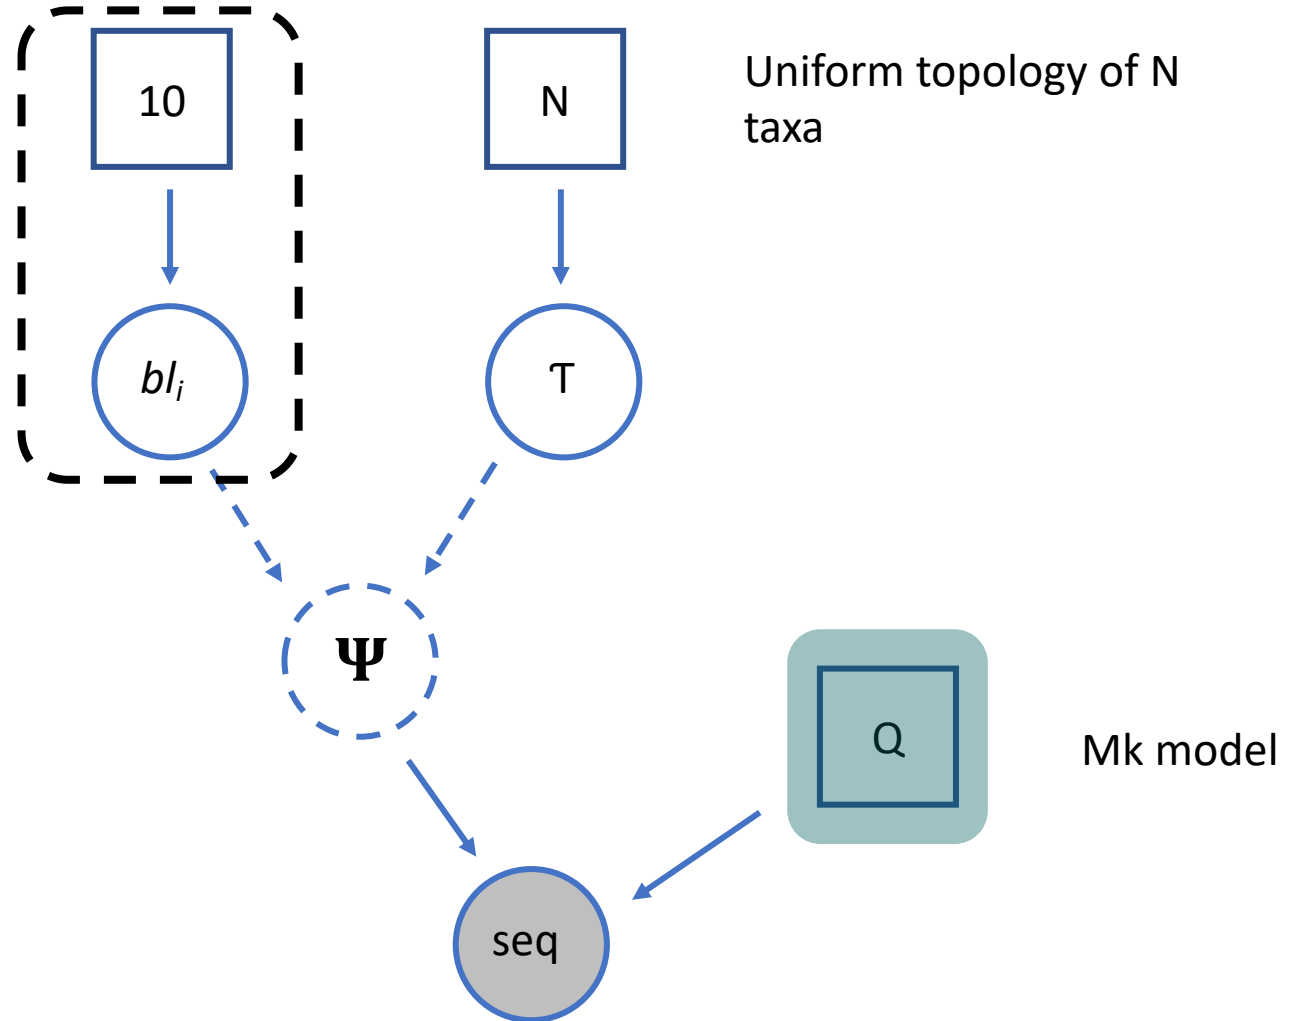 10
N
Uniform topology of N
taxa
bli
Ƭ
Ψ
Q
Mk model
seq